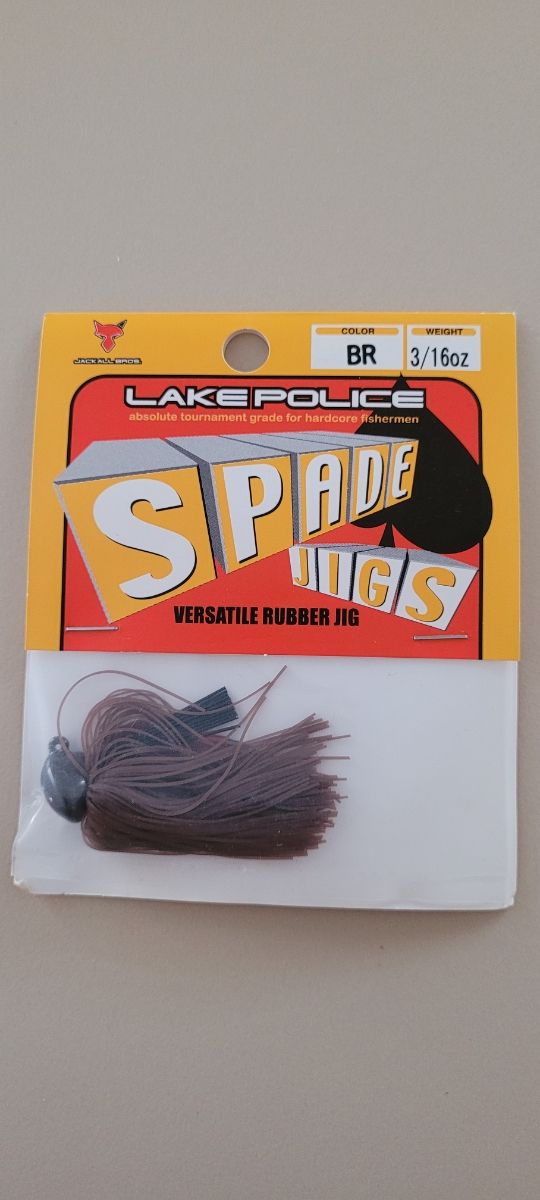 JACKALL BROS.
COLOR
BR
WEIGHT
3/16oz
LAKE POLICE
absolute tournament grade for hardcore fishermen
SPADE
JIGS
VERSATILE RUBBER JIG